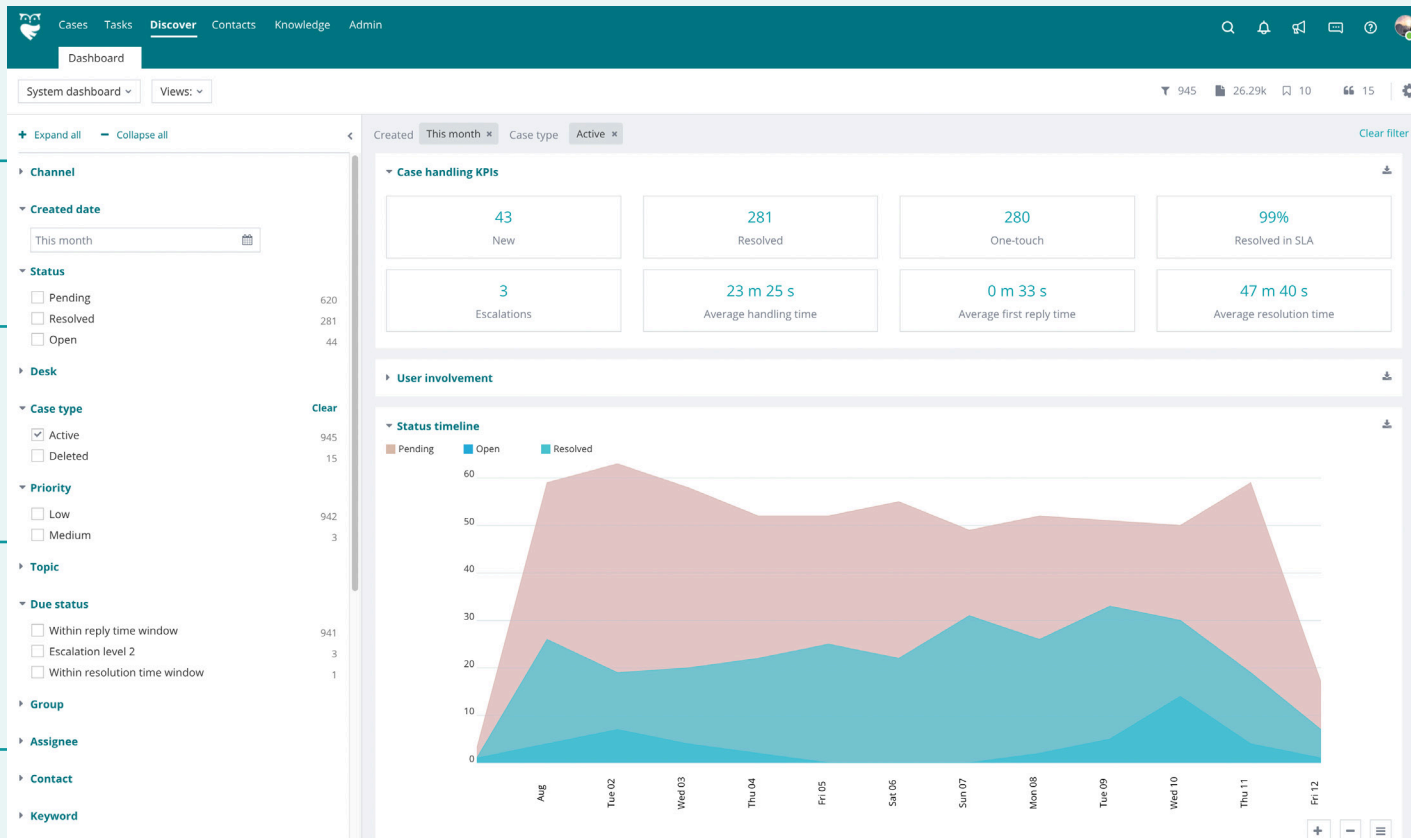 Cases Tasks Discover Contacts Knowledge Admin
Dashboard
System dashboard Views: 945 26.29k 10 15
Expand all Collapse all
Created This month × Case type Active × Clear filter
Channel
Created date
This month
Status
Pending 620
Resolved 281
Open 44
Desk
Case type Clear
Active 945
Deleted 15
Priority
Low 942
Medium 3
Topic
Due status
Within reply time window 941
Escalation level 2 3
Within resolution time window 1
Group
Assignee
Contact
Keyword
Case handling KPIs
43 281 280 99%
New Resolved One-touch Resolved in SLA
3 23 m 25 s 0 m 33 s 47 m 40 s
Escalations Average handling time Average first reply time Average resolution time
User involvement
Status timeline
Pending Open Resolved
60
50
40
30
20
10
0
Aug Tue 02 Wed 03 Thu 04 Fri 05 Sat 06 Sun 07 Mon 08 Tue 09 Wed 10 Thu 11 Fri 12